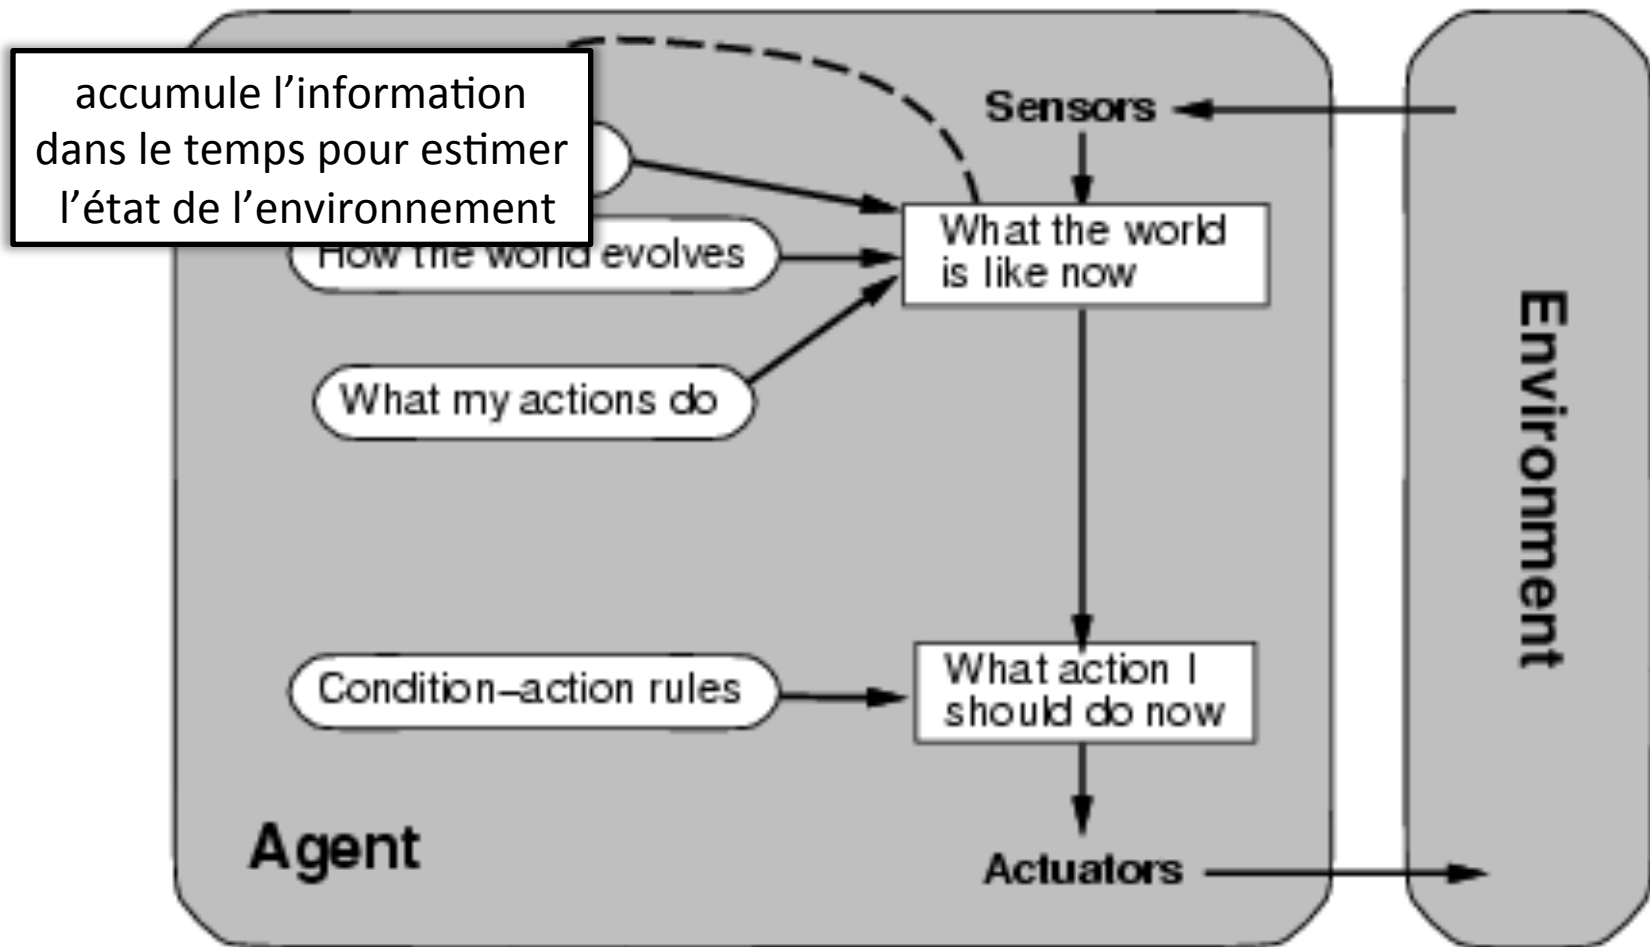 accumule l’information
dans le temps pour estimer
l’état de l’environnement
Sensors
How the world evolves
What the world
is like now
What my actions do
Environment
Condition–action rules
What action I
should do now
Agent
Actuators